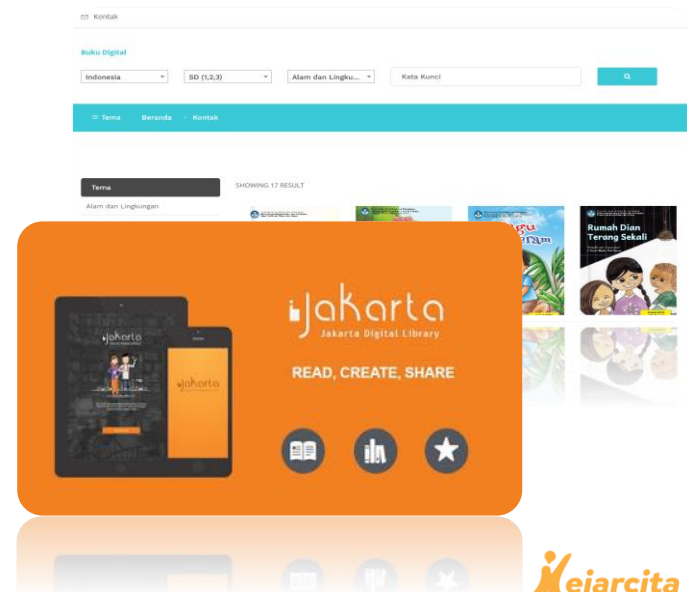 Kontak
Buku Digital
Indonesia
SD (1,2,3)
Alam dan Lingku...
Kata Kunci
Tema Beranda Kontak
Tema
SHOWING 17 RESULT
Alam dan Lingkungan
Rumah Dian
Terang Sekali
iJakarta
Jakarta Digital Library
READ, CREATE, SHARE
iJakarta
iJakarta
Kejarcita